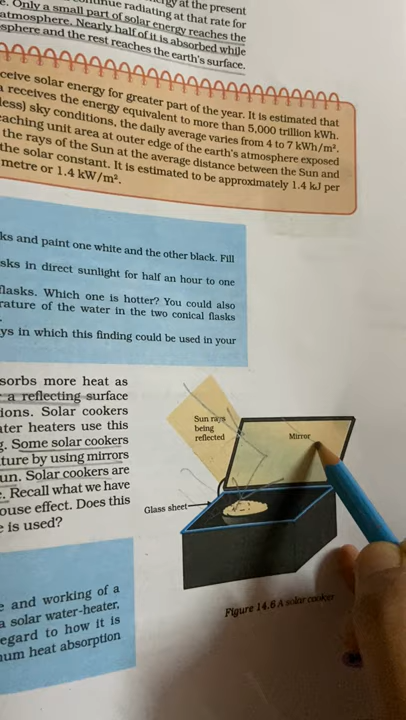 continue radiating at that rate for
e. Only a small part of solar energy reaches the
atmosphere. Nearly half of it is absorbed while
sphere and the rest reaches the earth's surface.
ceive solar energy for greater part of the year. It is estimated that
a receives the energy equivalent to more than 5,000 trillion kWh.
less) sky conditions, the daily average varies from 4 to 7 kWh/m².
eaching unit area at outer edge of the earth's atmosphere exposed
the rays of the Sun at the average distance between the Sun and
the solar constant. It is estimated to be approximately 1.4 kJ per
metre or 1.4 kW/m².
ks and paint one white and the other black. Fill
sks in direct sunlight for half an hour to one
flasks. Which one is hotter? You could also
rature of the water in the two conical flasks
ys in which this finding could be used in your
sorbs more heat as
a reflecting surface
ions. Solar cookers
ater heaters use this
g. Some solar cookers
ture by using mirrors
un. Solar cookers are
e. Recall what we have
ouse effect. Does this
e is used?
Sun rays
being
reflected
Mirror
Glass sheet
Figure 14.6 A solar cooker
e and working of a
a solar water-heater,
egard to how it is
num heat absorption